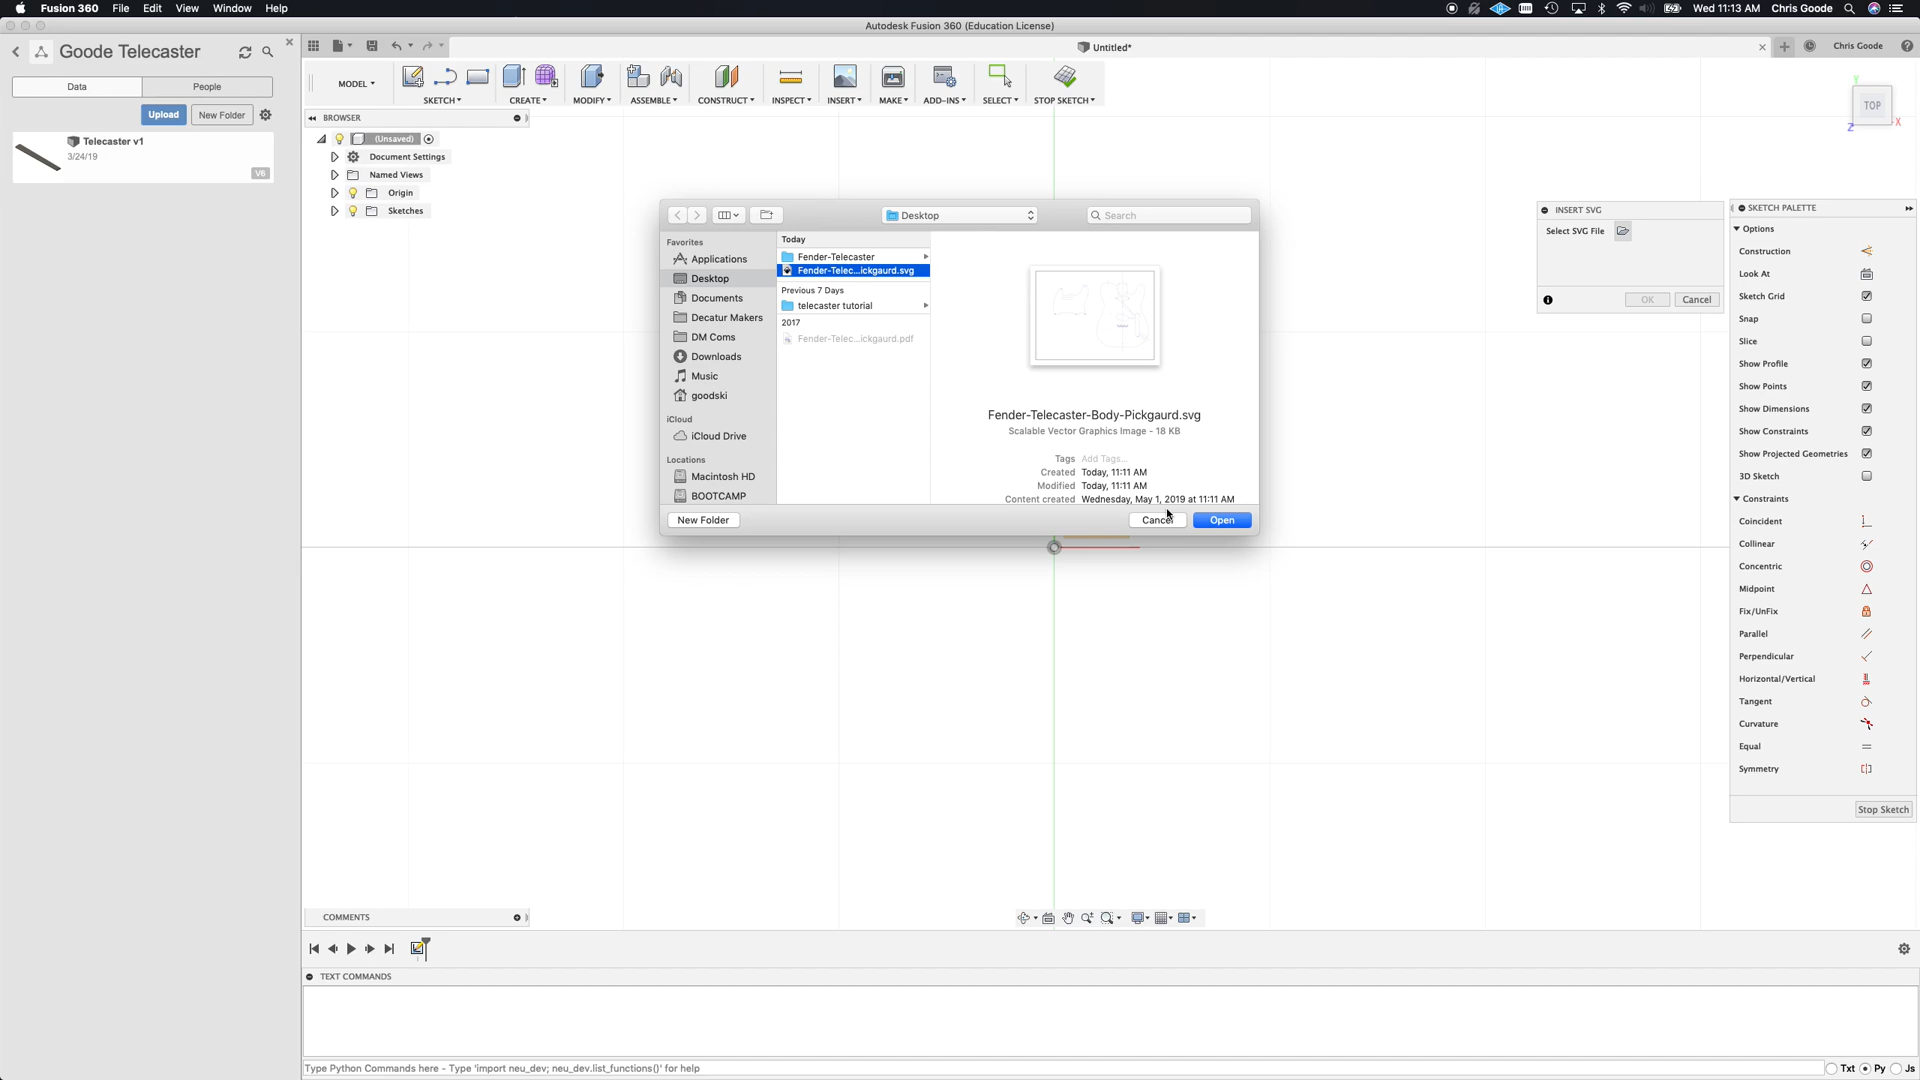 Fusion 360 File Edit View Window Help
Wed 11:13 AM Chris Goode
Autodesk Fusion 360 (Education License)
Goode Telecaster
Untitled*
Chris Goode
Data People
Upload New Folder
Telecaster v1
3/24/19
V6
MODEL
SKETCH CREATE MODIFY ASSEMBLE CONSTRUCT INSPECT INSERT MAKE ADD-INS SELECT STOP SKETCH
TOP
X
Y
Z
BROWSER
(Unsaved)
Document Settings
Named Views
Origin
Sketches
Desktop
Search
Favorites
Applications
Desktop
Documents
Decatur Makers
DM Coms
Downloads
Music
goodski
iCloud
iCloud Drive
Locations
Macintosh HD
BOOTCAMP
Today
Fender-Telecaster
Fender-Telec...ickgaurd.svg
Previous 7 Days
telecaster tutorial
2017
Fender-Telec...ickgaurd.pdf
Fender-Telecaster-Body-Pickgaurd.svg
Scalable Vector Graphics Image - 18 KB
Tags Add Tags...
Created Today, 11:11 AM
Modified Today, 11:11 AM
Content created Wednesday, May 1, 2019 at 11:11 AM
New Folder Cancel Open
INSERT SVG
Select SVG File
OK Cancel
SKETCH PALETTE
Options
Construction
Look At
Sketch Grid
Snap
Slice
Show Profile
Show Points
Show Dimensions
Show Constraints
Show Projected Geometries
3D Sketch
Constraints
Coincident
Collinear
Concentric
Midpoint
Fix/UnFix
Parallel
Perpendicular
Horizontal/Vertical
Tangent
Curvature
Equal
Symmetry
Stop Sketch
COMMENTS
TEXT COMMANDS
Type Python Commands here - Type 'import neu_dev; neu_dev.list_functions()' for help
Txt Py Js